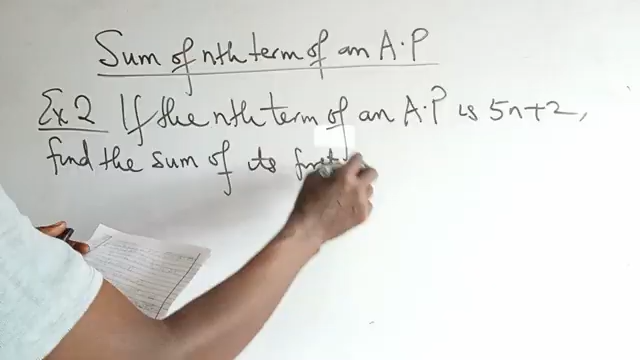 Sum of nth term of an A.P
Ex 2 If the nth term of an A.P is 5n+2,
find the sum of its first